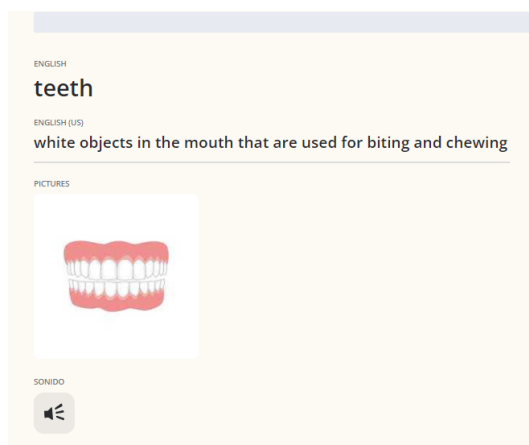 ENGLISH
teeth
ENGLISH (US)
white objects in the mouth that are used for biting and chewing
PICTURES
SONIDO